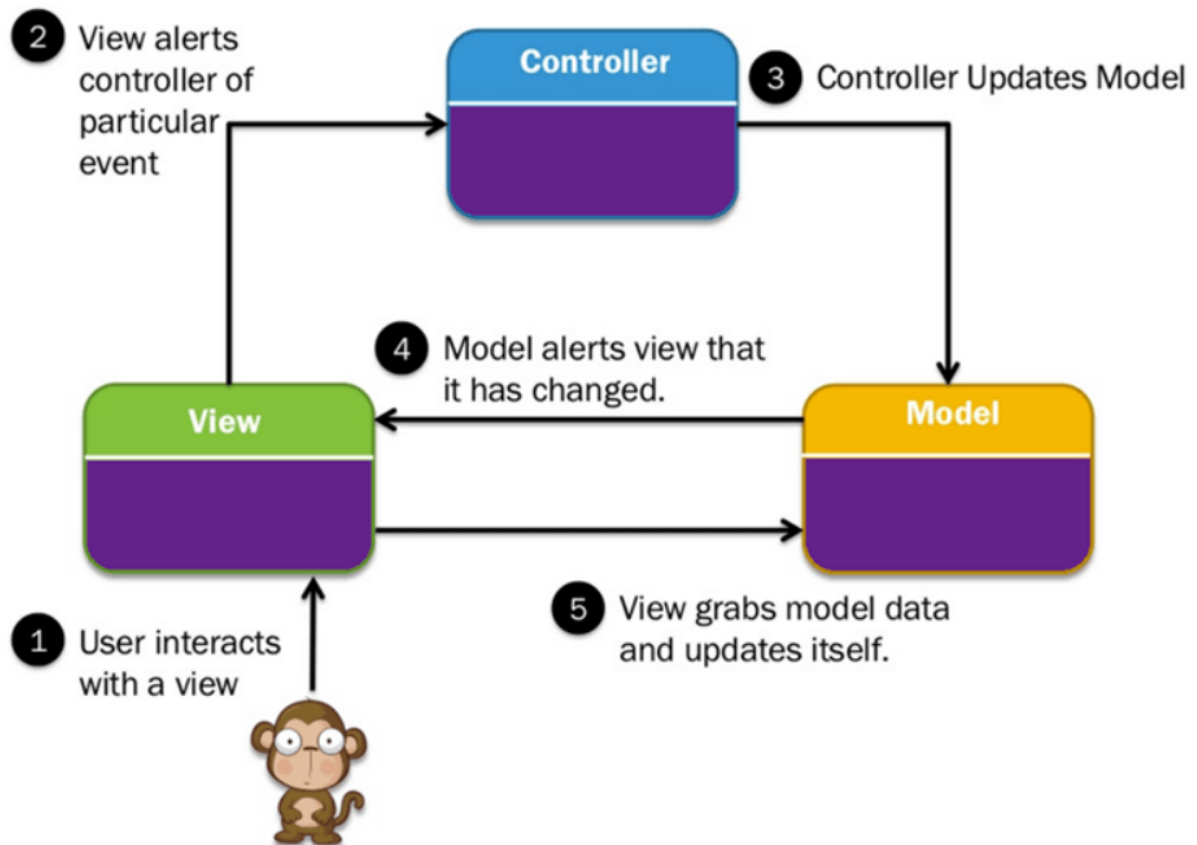 2 View alerts
controller of
particular
event
Controller
3 Controller Updates Model
4 Model alerts view that
it has changed.
View
Model
5 View grabs model data
and updates itself.
1 User interacts
with a view